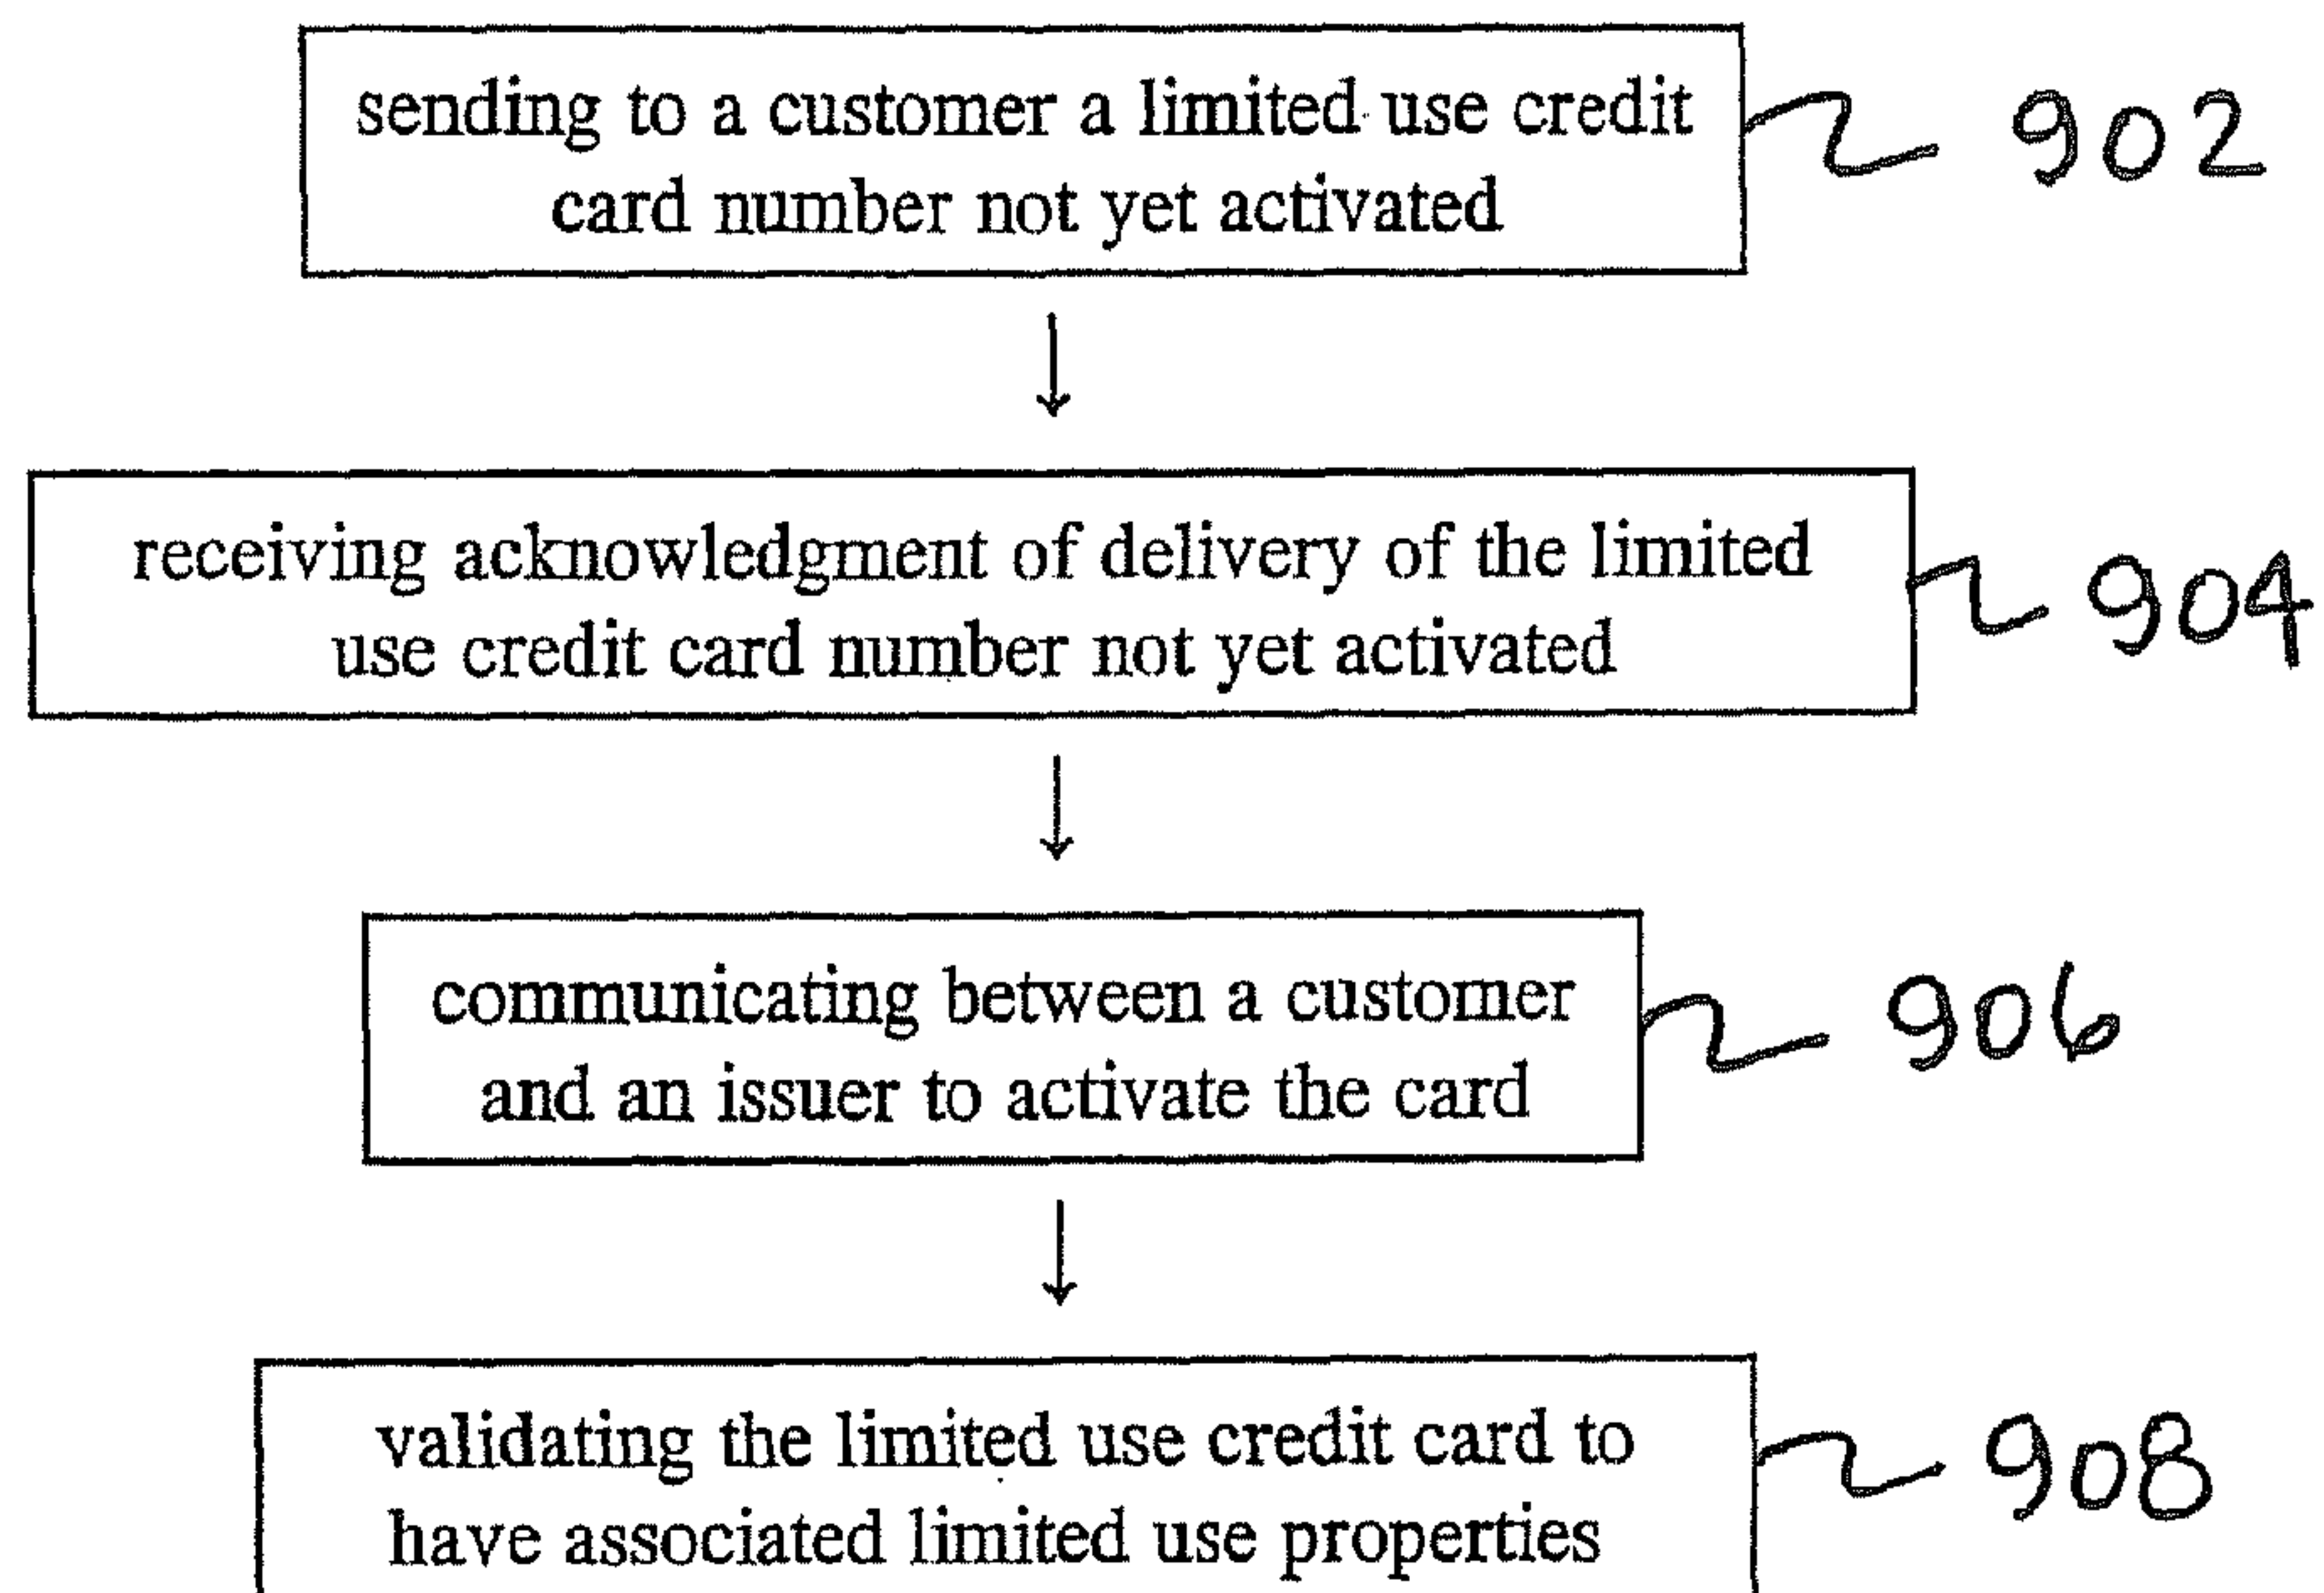 sending to a customer a limited use credit
card number not yet activated
902
receiving acknowledgment of delivery of the limited
use credit card number not yet activated
904
communicating between a customer
and an issuer to activate the card
906
validating the limited use credit card to
have associated limited use properties
908